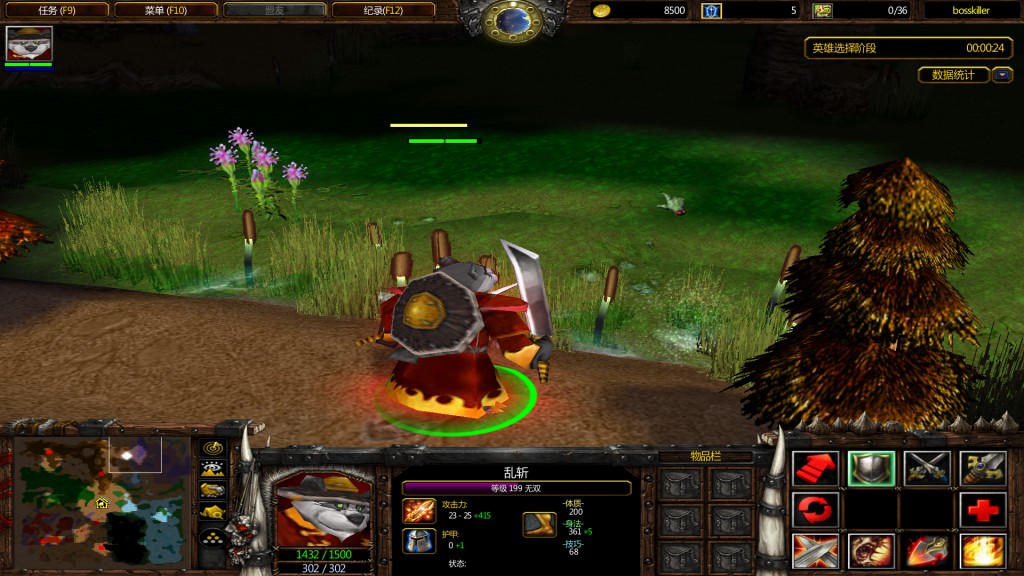 任务(F9) 菜单(F10) 盟友 纪录(F12) 8500 5 0/36 bosskiller
英雄选择阶段 00:00:24
数据统计
乱斩
等级 199 无双
攻击力:
23 - 25 +415
护甲:
0 +1
状态:
-体质-
200
-身法-
361 +5
-技巧-
68
1432 / 1500
302 / 302
物品栏